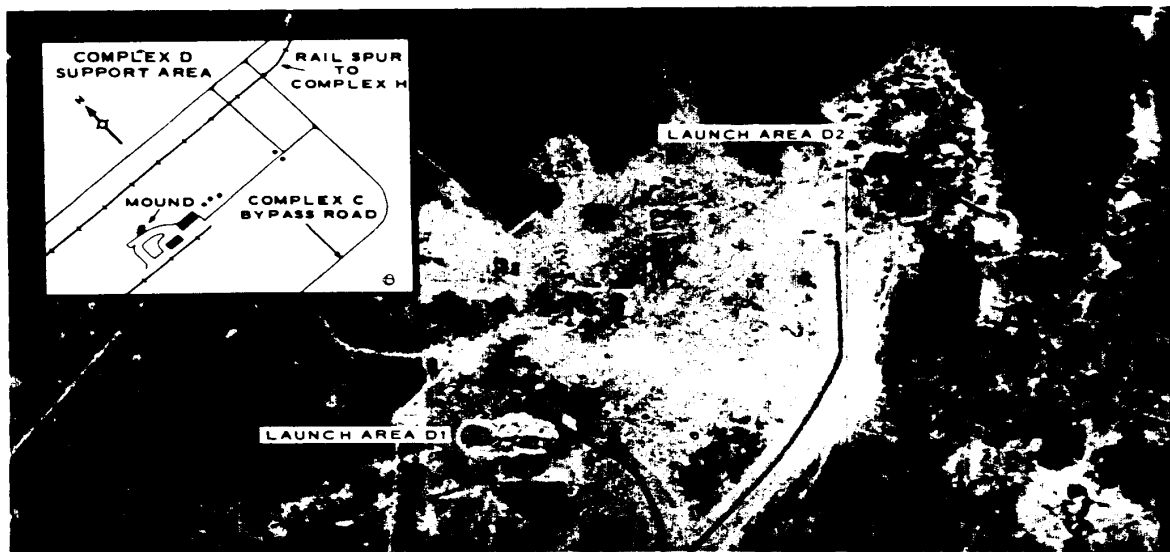 COMPLEX D
SUPPORT AREA
RAIL SPUR
TO
COMPLEX H
N
MOUND
COMPLEX C
BYPASS ROAD
LAUNCH AREA D2
LAUNCH AREA D1